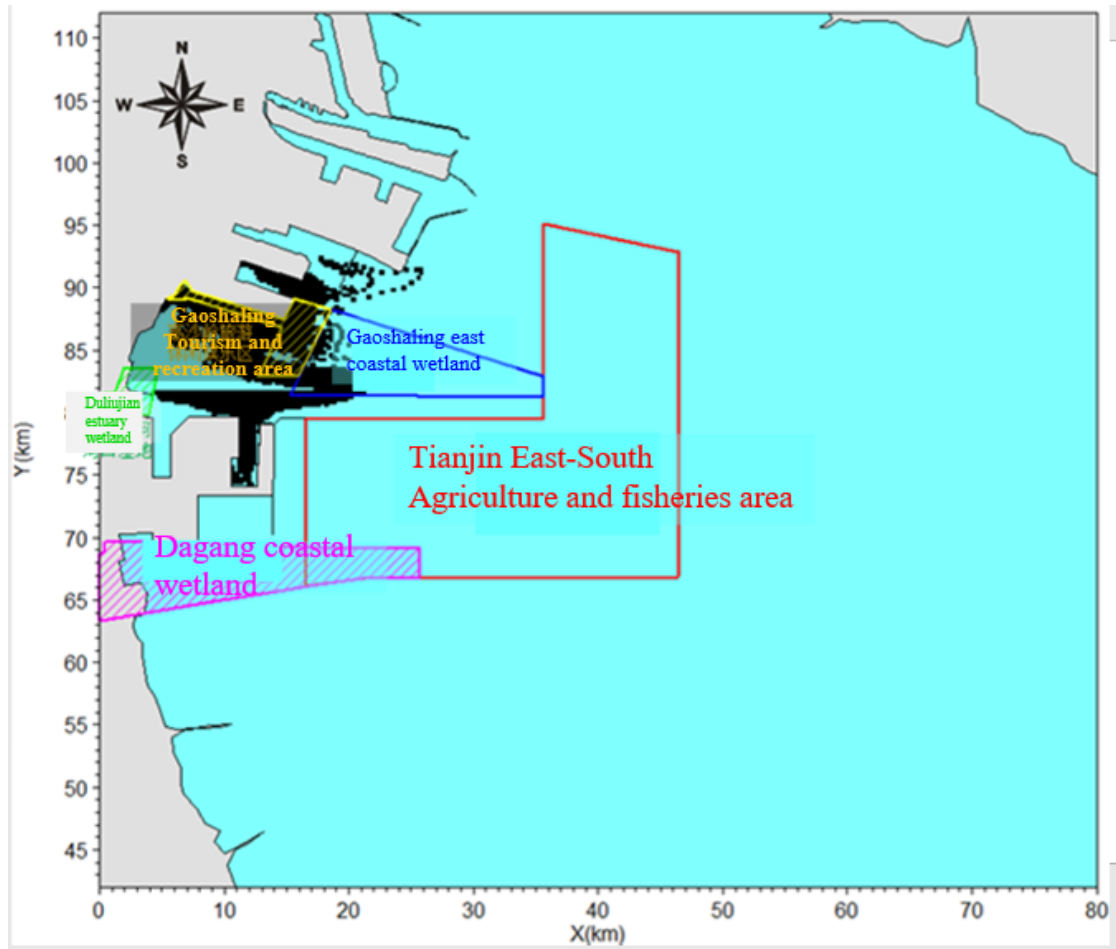 110
105
100
95
90
85
75
70
65
60
55
50
45
Y(km)
N
W
E
S
Gaoshaling
Tourism and
recreation area
Gaoshaling east
coastal wetland
Duliujian
estuary
wetland
Tianjin East-South
Agriculture and fisheries area
Dagang coastal
wetland
0
10
20
30
40
50
60
70
80
X(km)